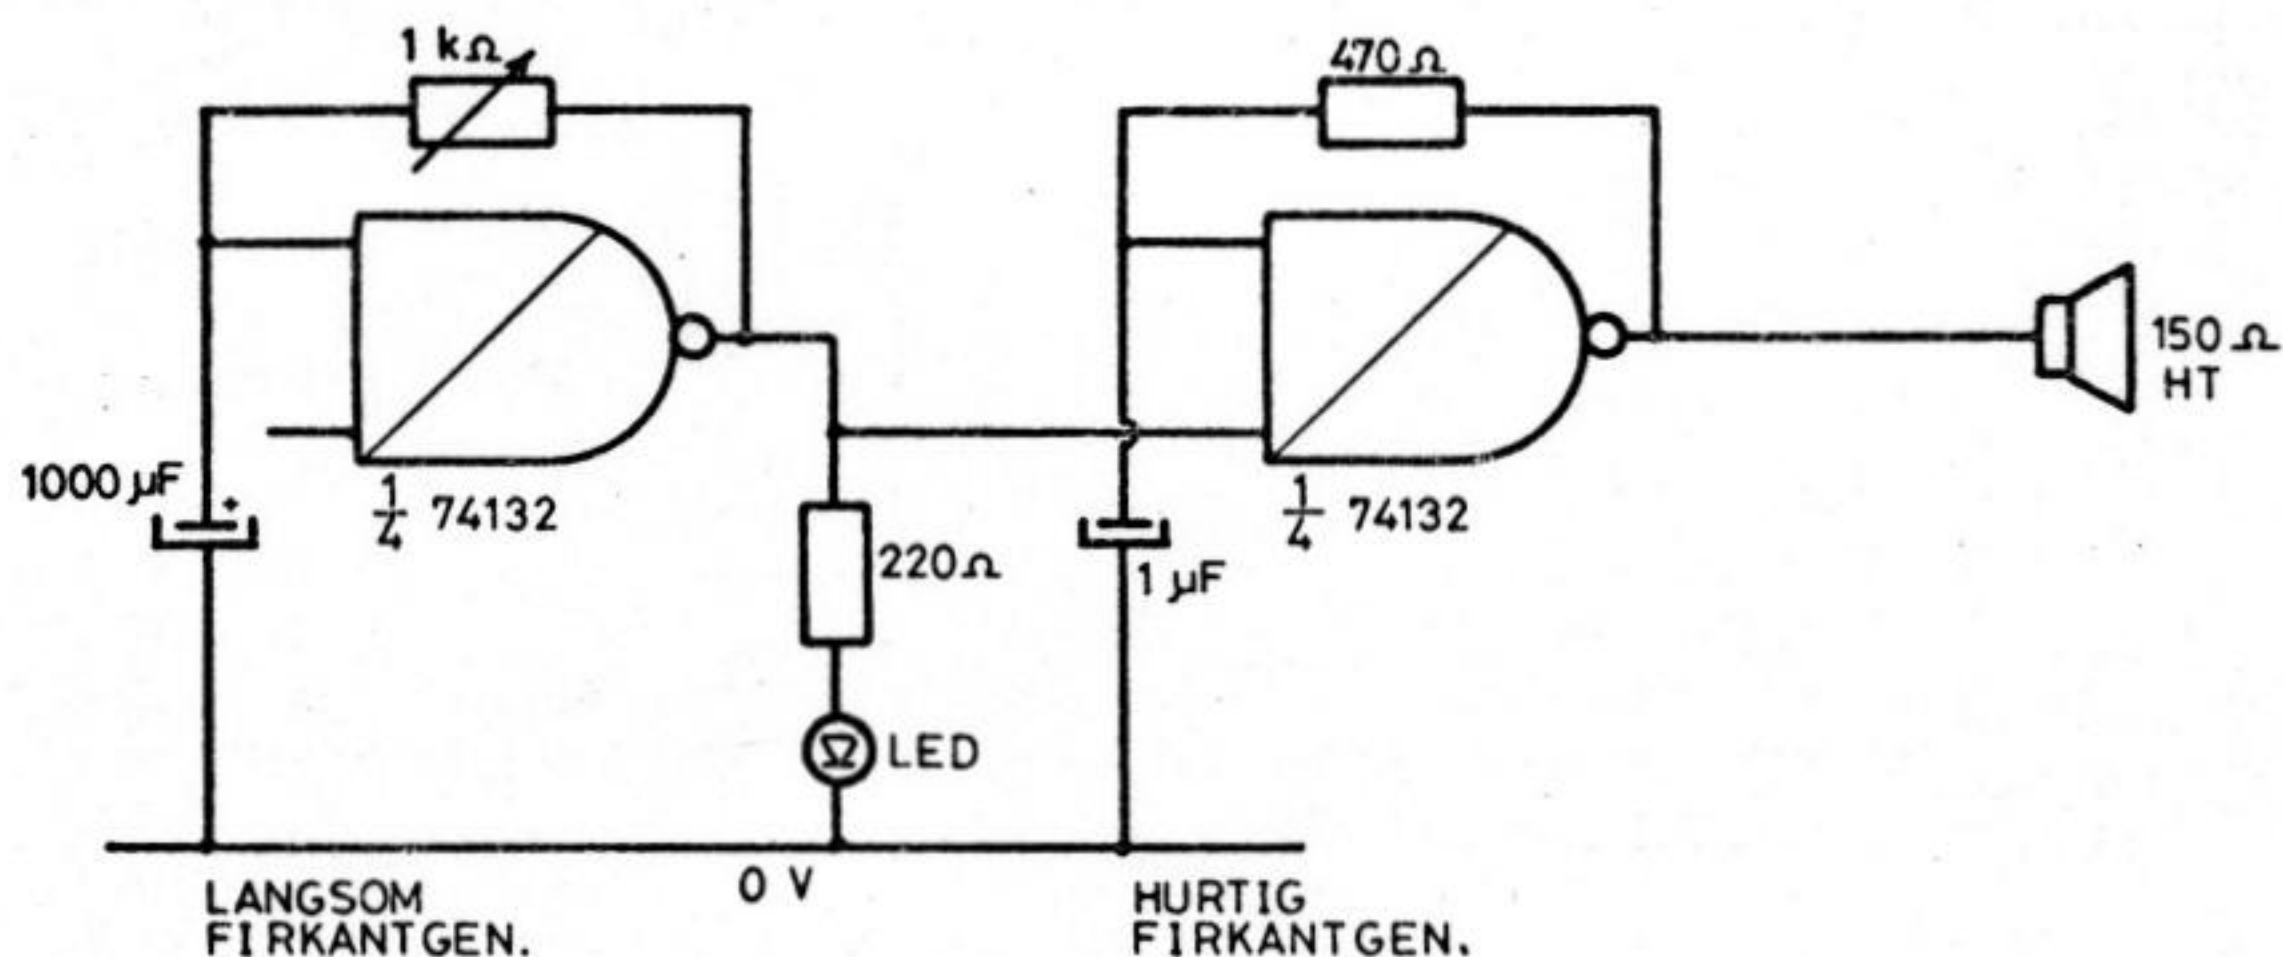 1 kΩ
470 Ω
150 Ω
HT
1000 µF
+
1/4 74132
1/4 74132
220 Ω
1 µF
LED
0 V
LANGSOM
FIRKANTGEN.
HURTIG
FIRKANTGEN.